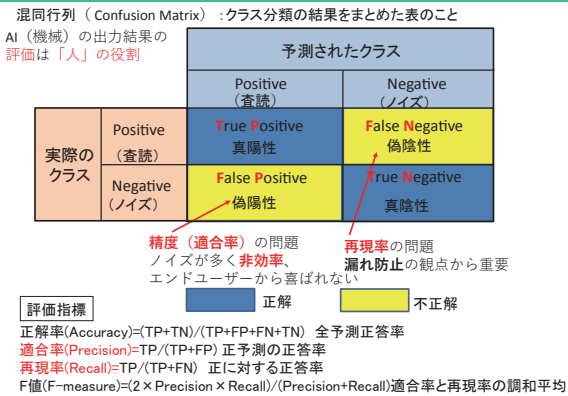 混同行列（Confusion Matrix）:クラス分類の結果をまとめた表のこと
AI（機械）の出力結果の
評価は「人」の役割
予測されたクラス
Positive
（査読）
Negative
（ノイズ）
実際の
クラス
Positive
（査読）
True Positive
真陽性
False Negative
偽陰性
Negative
（ノイズ）
False Positive
偽陽性
True Negative
真陰性
精度（適合率）の問題
ノイズが多く非効率、
エンドユーザーから喜ばれない
再現率の問題
漏れ防止の観点から重要
正解
不正解
評価指標
正解率(Accuracy)=(TP+TN)/(TP+FP+FN+TN) 全予測正答率
適合率(Precision)=TP/(TP+FP) 正予測の正答率
再現率(Recall)=TP/(TP+FN) 正に対する正答率
F値(F-measure)=(2×Precision×Recall)/(Precision+Recall)適合率と再現率の調和平均